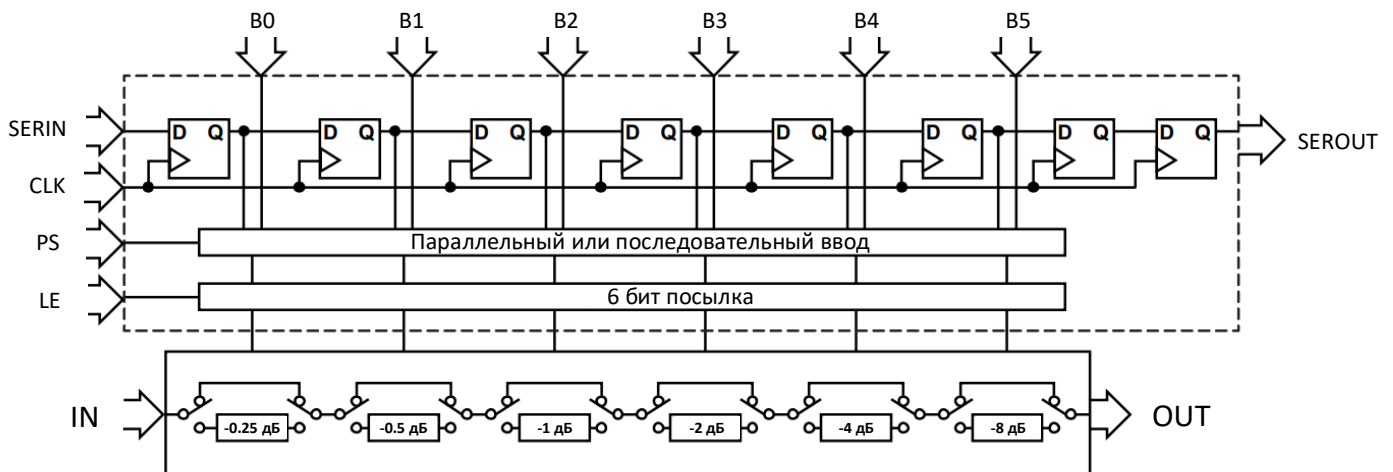 B0 B1 B2 B3 B4 B5
SERIN D Q D Q D Q D Q D Q D Q D Q D Q SEROUT
CLK
PS Параллельный или последовательный ввод
LE 6 бит посылка
IN -0.25 дБ -0.5 дБ -1 дБ -2 дБ -4 дБ -8 дБ OUT